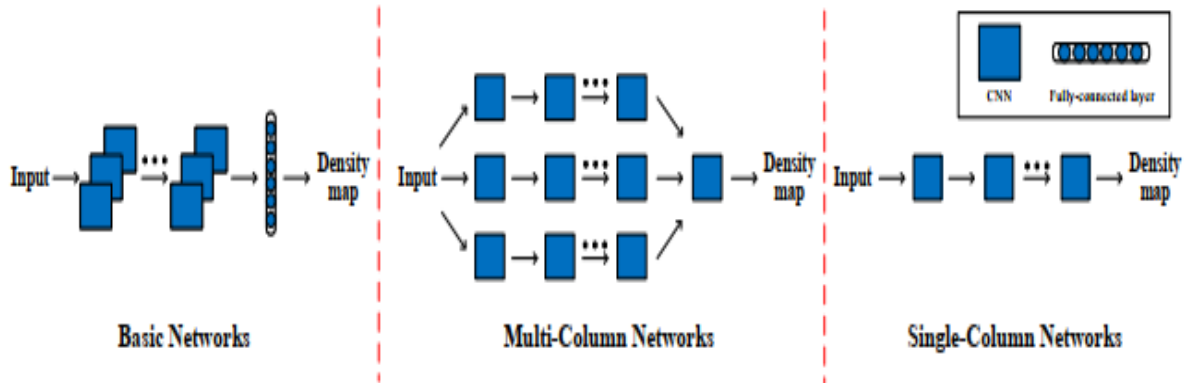 CNN
Fully-connected layer
Input
Density
map
Input
Density
map
Input
Density
map
Basic Networks
Multi-Column Networks
Single-Column Networks